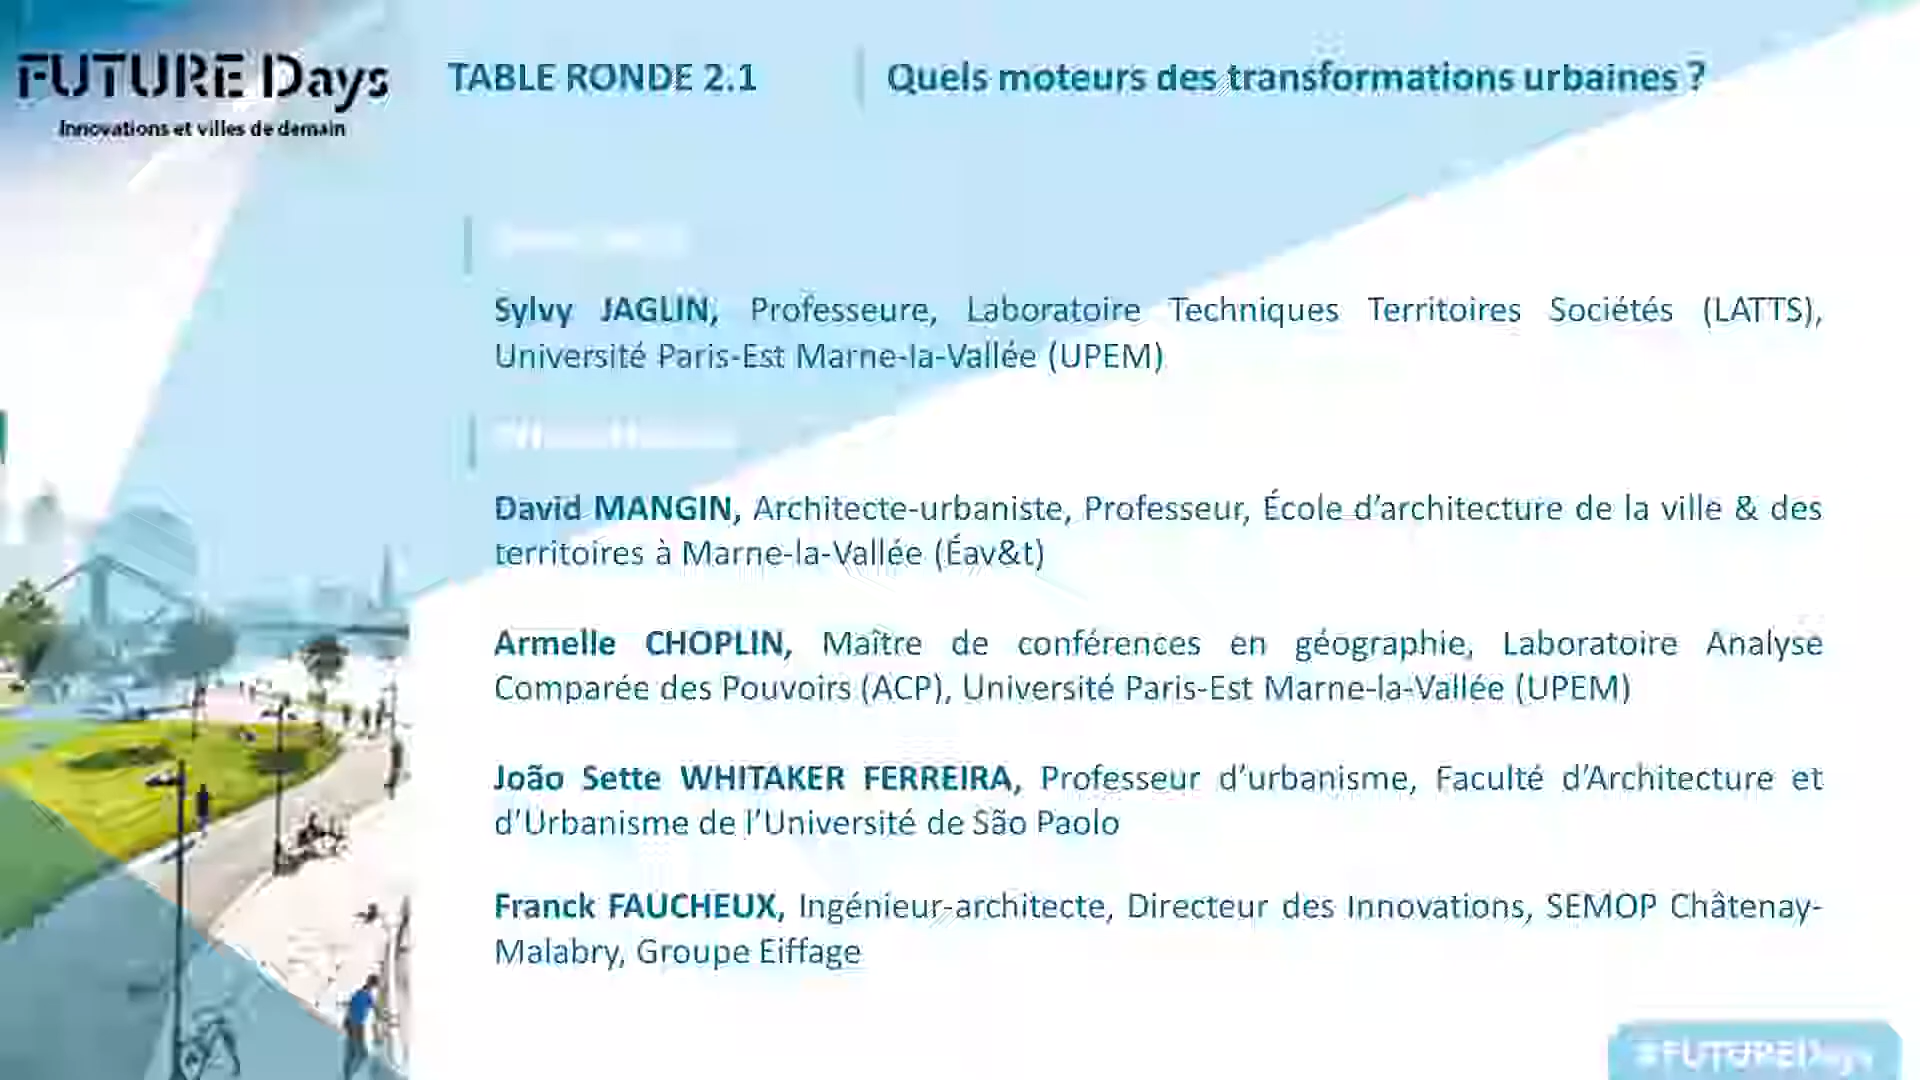 FUTURE Days
Innovations et villes de demain
TABLE RONDE 2.1
Quels moteurs des transformations urbaines ?
Sylvy JAGLIN, Professeure, Laboratoire Techniques Territoires Sociétés (LATTS),
Université Paris-Est Marne-la-Vallée (UPEM)
David MANGIN, Architecte-urbaniste, Professeur, École d'architecture de la ville & des
territoires à Marne-la-Vallée (Éav&t)
Armelle CHOPLIN, Maître de conférences en géographie, Laboratoire Analyse
Comparée des Pouvoirs (ACP), Université Paris-Est Marne-la-Vallée (UPEM)
João Sette WHITAKER FERREIRA, Professeur d'urbanisme, Faculté d'Architecture et
d'Urbanisme de l'Université de São Paolo
Franck FAUCHEUX, Ingénieur-architecte, Directeur des Innovations, SEMOP Châtenay-
Malabry, Groupe Eiffage
#FUTUREDays